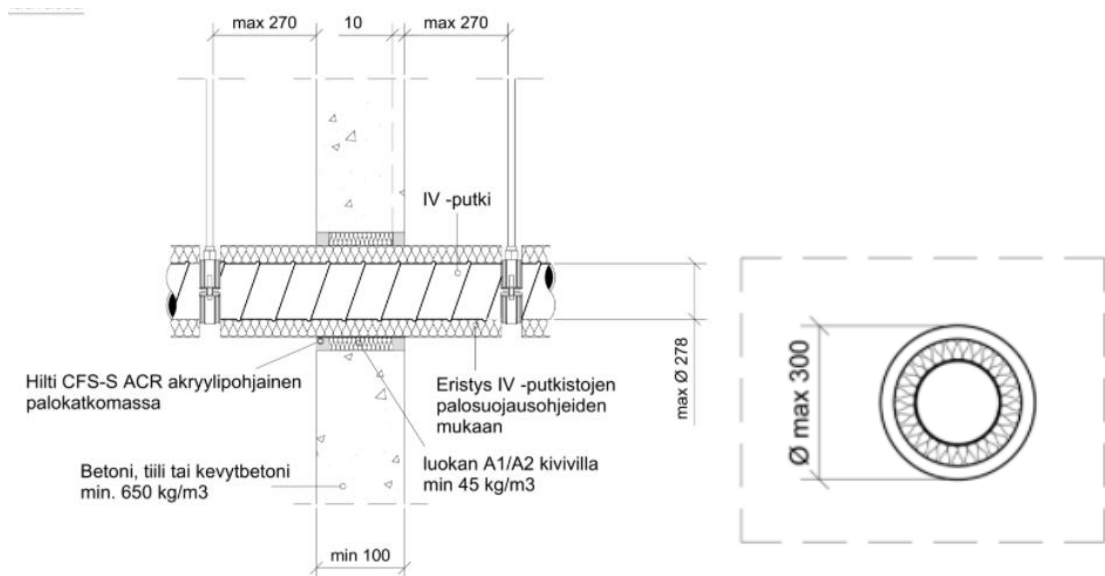 max 270
10
max 270
IV -putki
max Ø 278
Hilti CFS-S ACR akryylipohjainen
palokatkomassa
Eristys IV -putkistojen
palosuojausohjeiden
mukaan
Betoni, tiili tai kevytbetoni
min. 650 kg/m3
luokan A1/A2 kivivilla
min 45 kg/m3
min 100
Ø max 300